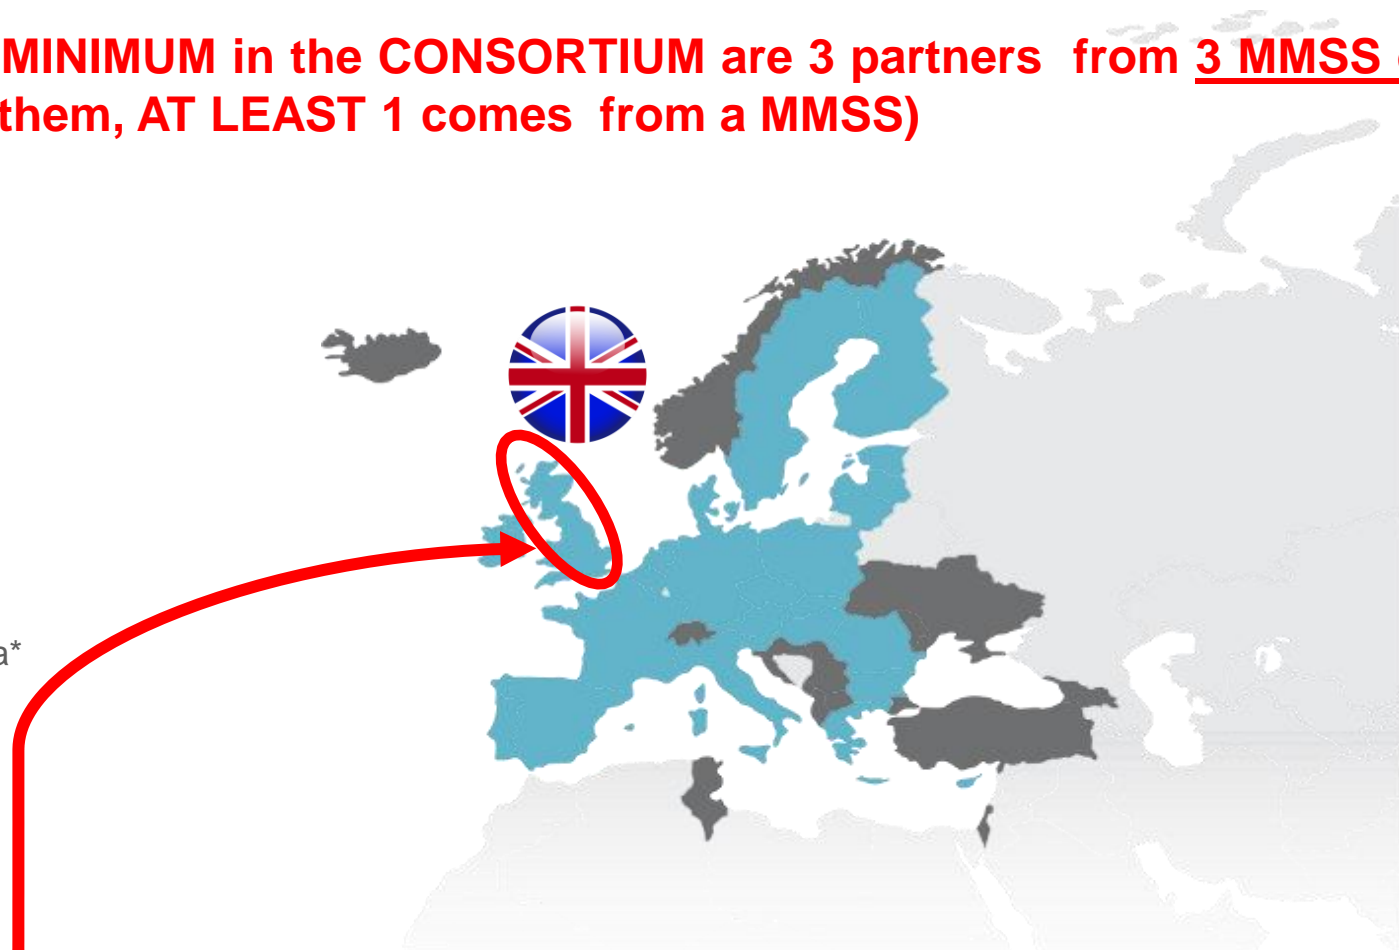 MINIMUM in the CONSORTIUM are 3 partners from 3 MMSS
them, AT LEAST 1 comes from a MMSS)
a*